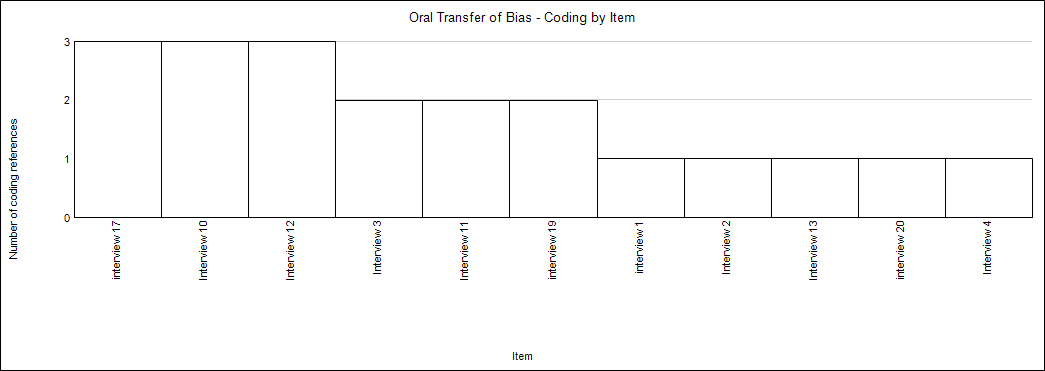 Oral Transfer of Bias - Coding by Item
Number of coding references
3
2
1
0
interview 17
Interview 10
Interview 12
Interview 3
Interview 11
interview 19
interview 1
Interview 2
Interview 13
interview 20
Interview 4
Item